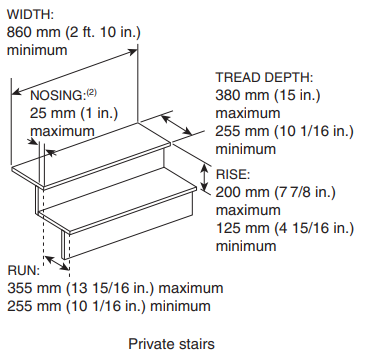 WIDTH:
860 mm (2 ft. 10 in.)
minimum
NOSING:(2)
25 mm (1 in.)
maximum
TREAD DEPTH:
380 mm (15 in.)
maximum
255 mm (10 1/16 in.)
minimum
RISE:
200 mm (7 7/8 in.)
maximum
125 mm (4 15/16 in.)
minimum
RUN:
355 mm (13 15/16 in.) maximum
255 mm (10 1/16 in.) minimum
Private stairs